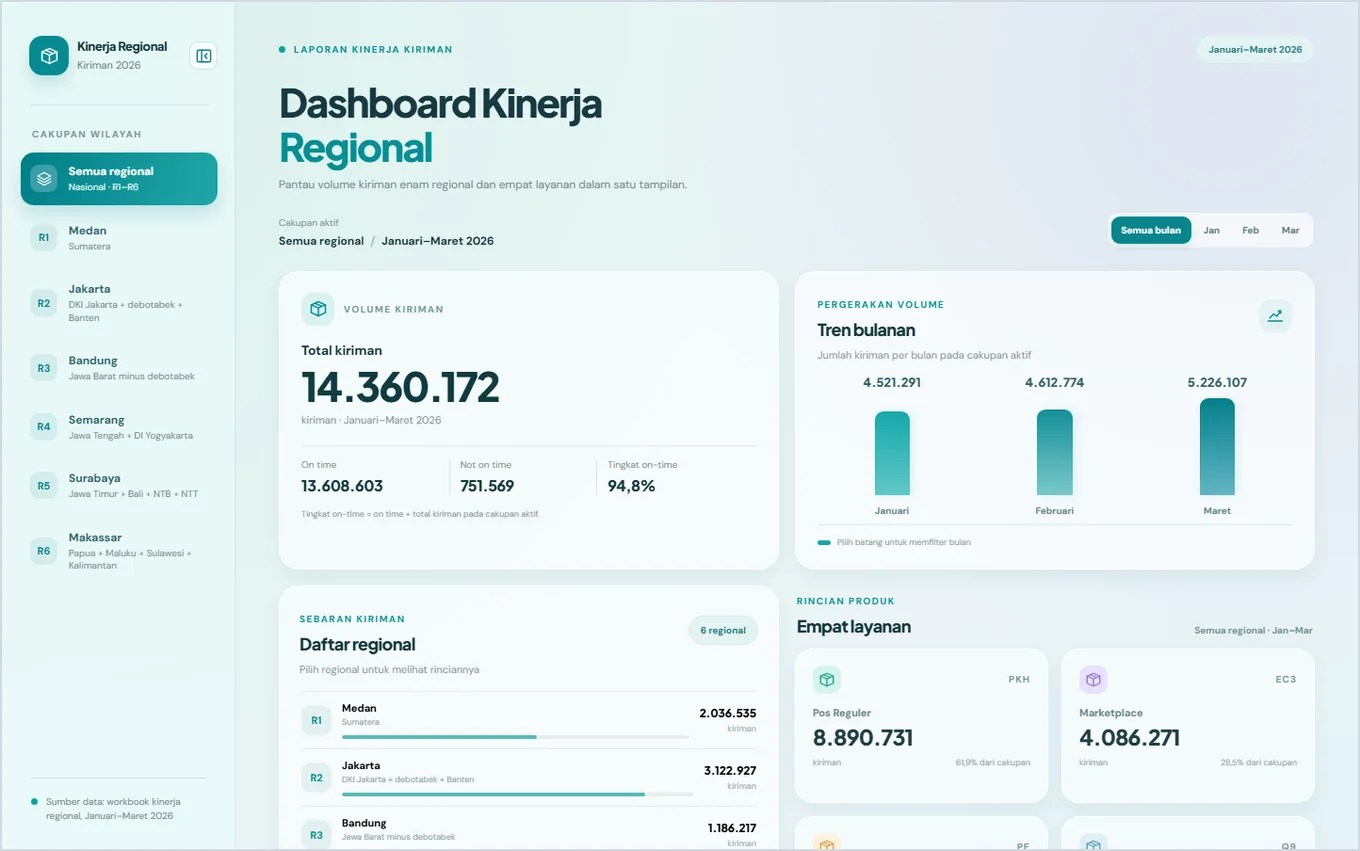 Kinerja Regional
Kiriman 2026
CAKUPAN WILAYAH
Semua regional
Nasional · R1–R6
R1
Medan
Sumatera
R2
Jakarta
DKI Jakarta + debotabek +
Banten
R3
Bandung
Jawa Barat minus debotabek
R4
Semarang
Jawa Tengah + DI Yogyakarta
R5
Surabaya
Jawa Timur + Bali + NTB + NTT
R6
Makassar
Papua + Maluku + Sulawesi +
Kalimantan
Sumber data: workbook kinerja
regional, Januari–Maret 2026
LAPORAN KINERJA KIRIMAN
Januari–Maret 2026
Dashboard Kinerja
Regional
Pantau volume kiriman enam regional dan empat layanan dalam satu tampilan.
Cakupan aktif
Semua regional / Januari–Maret 2026
Semua bulan Jan Feb Mar
VOLUME KIRIMAN
Total kiriman
14.360.172
kiriman · Januari–Maret 2026
On time
13.608.603
Not on time
751.569
Tingkat on-time
94,8%
Tingkat on-time = on time ÷ total kiriman pada cakupan aktif.
PERGERAKAN VOLUME
Tren bulanan
Jumlah kiriman per bulan pada cakupan aktif
4.521.291 4.612.774 5.226.107
Januari Februari Maret
Pilih batang untuk memfilter bulan
SEBARAN KIRIMAN
Daftar regional
6 regional
Pilih regional untuk melihat rinciannya
R1
Medan
Sumatera
2.036.535
kiriman
R2
Jakarta
DKI Jakarta + debotabek + Banten
3.122.927
kiriman
R3
Bandung
Jawa Barat minus debotabek
1.186.217
kiriman
RINCIAN PRODUK
Empat layanan
Semua regional · Jan–Mar
PKH
Pos Reguler
8.890.731
kiriman
61,9% dari cakupan
EC3
Marketplace
4.086.271
kiriman
28,5% dari cakupan
PE
Q9